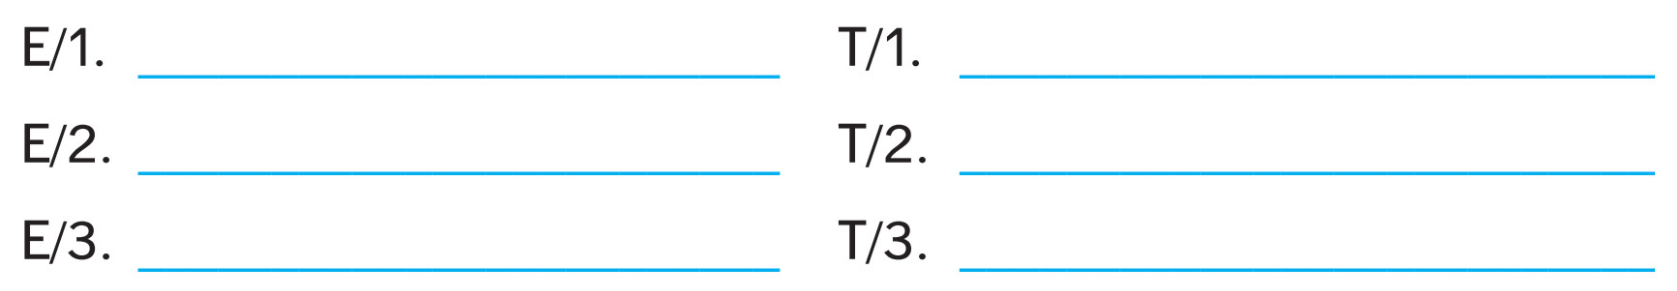 E/1. T/1.
E/2. T/2.
E/3. T/3.